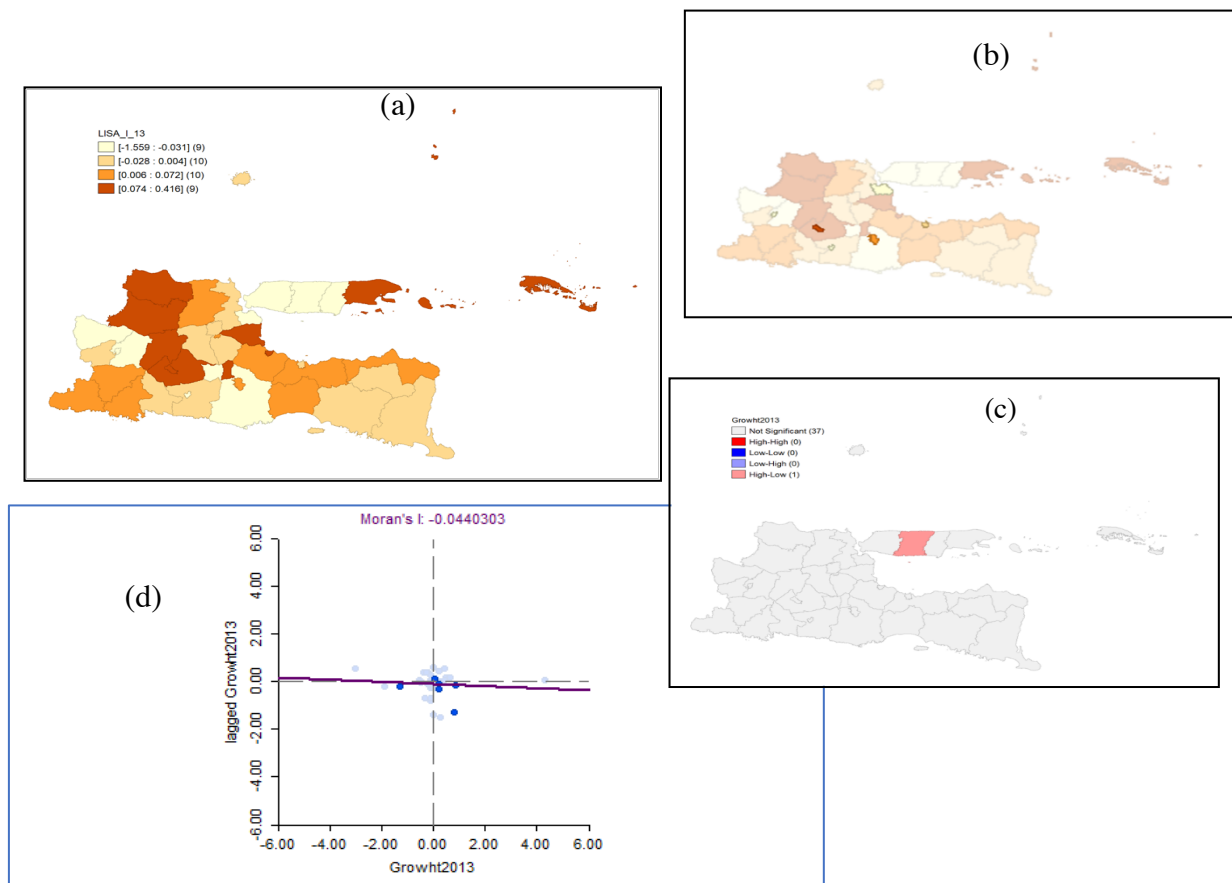 (a)
LISA_I_13
[-1.559 : -0.031] (9)
[-0.028 : 0.004] (10)
[0.006 : 0.072] (10)
[0.074 : 0.416] (9)
(b)
(c)
Growht2013
Not Significant (37)
High-High (0)
Low-Low (0)
Low-High (0)
High-Low (1)
(d)
Moran's I: -0.0440303
lagged Growht2013
6.00
4.00
2.00
0.00
-2.00
-4.00
-6.00
-6.00 -4.00 -2.00 0.00 2.00 4.00 6.00
Growht2013